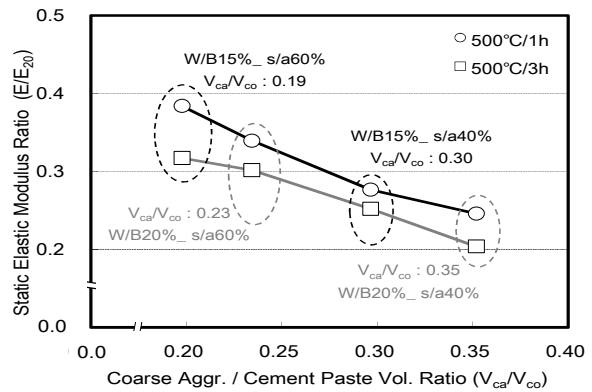 0.5
0.4
0.3
0.2
0.0
0.0
0.20
0.25
0.30
0.35
0.40
Static Elastic Modulus Ratio (E/E20)
Coarse Aggr. / Cement Paste Vol. Ratio (Vca/Vco)
500°C/1h
500°C/3h
W/B15%_ s/a60%
Vca/Vco : 0.19
W/B15%_ s/a40%
Vca/Vco : 0.30
Vca/Vco : 0.23
W/B20%_ s/a60%
Vca/Vco : 0.35
W/B20%_ s/a40%